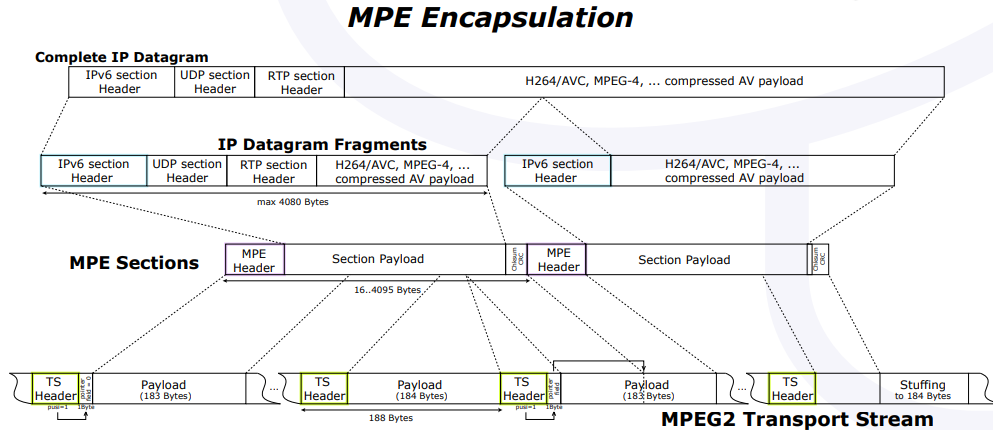 MPE Encapsulation
Complete IP Datagram
IPv6 section
Header
UDP section
Header
RTP section
Header
H264/AVC, MPEG-4, ... compressed AV payload
IP Datagram Fragments
IPv6 section
Header
UDP section
Header
RTP section
Header
H264/AVC, MPEG-4, ...
compressed AV payload
IPv6 section
Header
H264/AVC, MPEG-4, ...
compressed AV payload
max 4080 Bytes
MPE Sections
MPE
Header
Section Payload
CRC
MPE
Header
Section Payload
CRC
16..4095 Bytes
TS
Header
pointer
field = 0
Payload
(183 Bytes)
...
TS
Header
Payload
(184 Bytes)
TS
Header
pointer
field
Payload
(183 Bytes)
...
TS
Header
Stuffing
to 184 Bytes
pusi=1
1Byte
188 Bytes
pusi=1
1Byte
MPEG2 Transport Stream